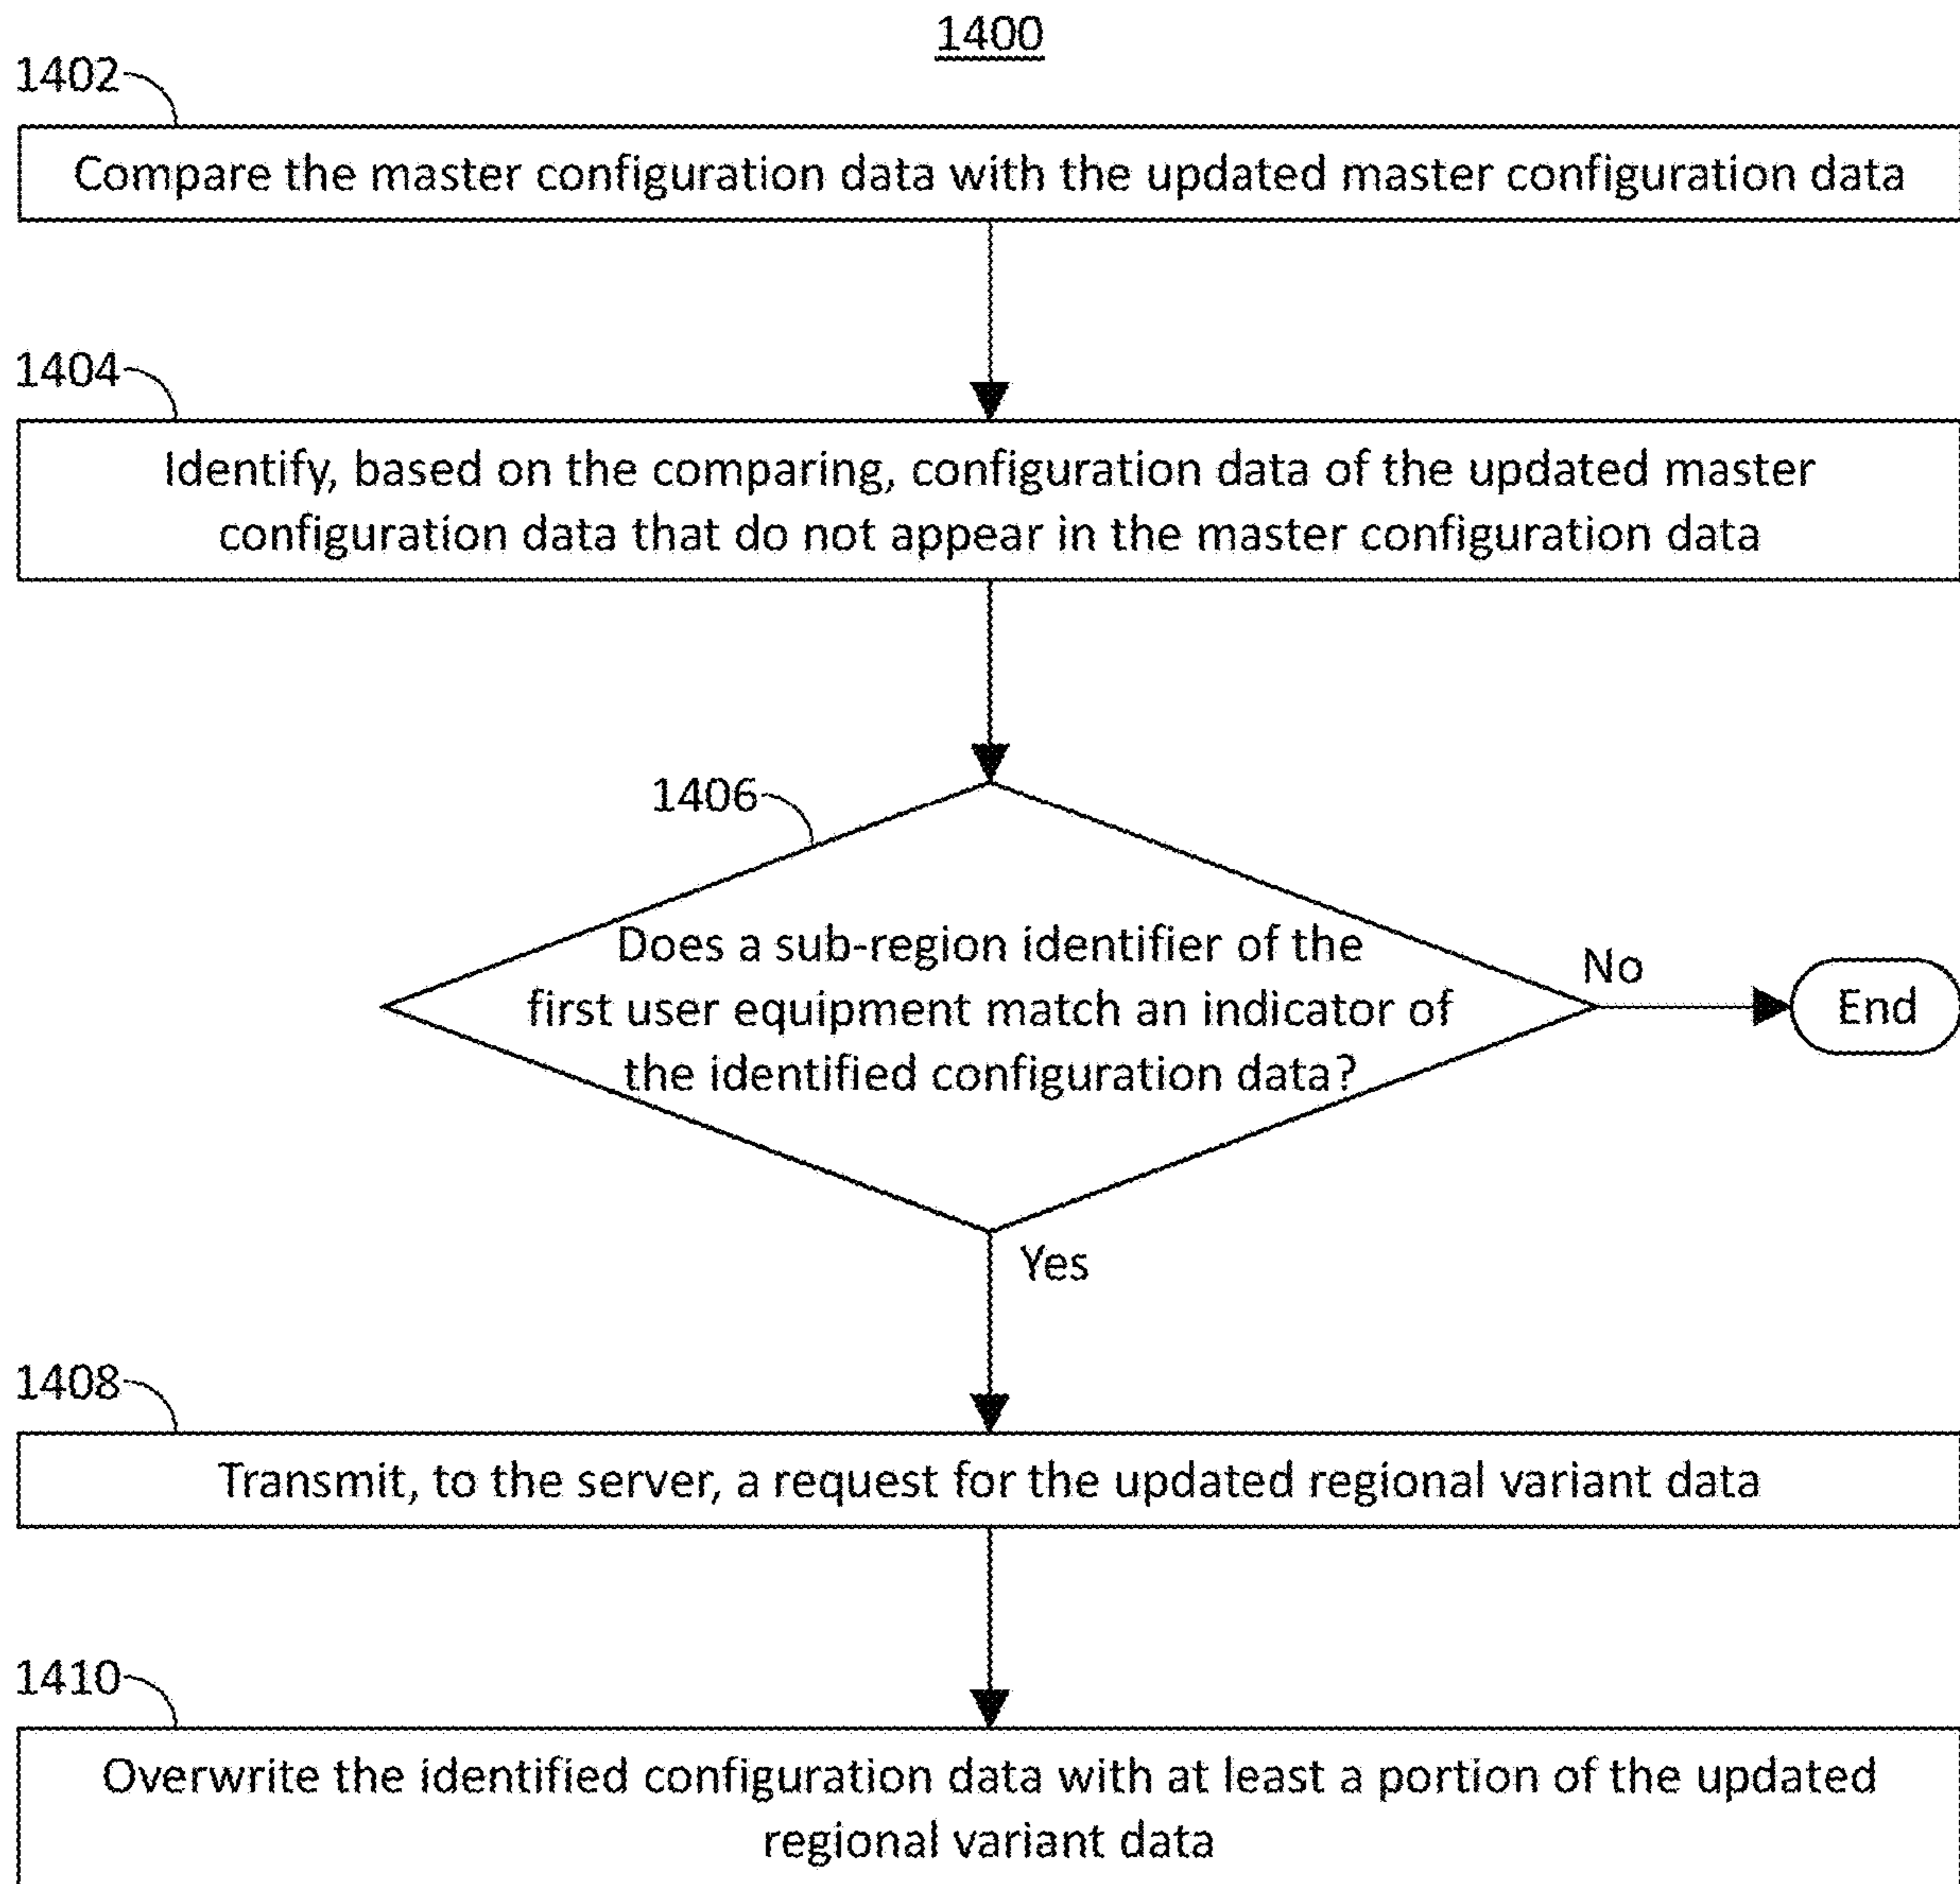 1400
1402
Compare the master configuration data with the updated master configuration data
1404
Identify, based on the comparing, configuration data of the updated master
configuration data that do not appear in the master configuration data
1406
Does a sub-region identifier of the
first user equipment match an indicator of
the identified configuration data?
No
End
Yes
1408
Transmit, to the server, a request for the updated regional variant data
1410
Overwrite the identified configuration data with at least a portion of the updated
regional variant data